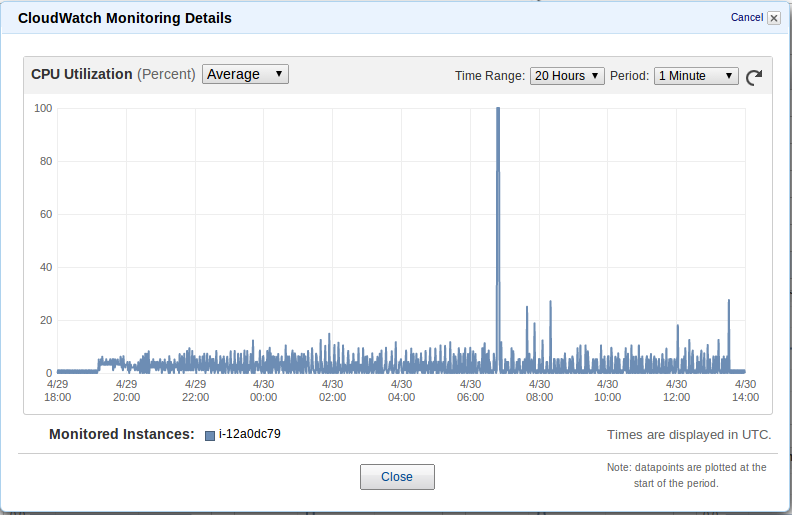 CloudWatch Monitoring Details
Cancel
CPU Utilization (Percent) Average
Time Range: 20 Hours Period: 1 Minute
100
80
60
40
20
0
4/29 4/29 4/29 4/30 4/30 4/30 4/30 4/30 4/30 4/30 4/30
18:00 20:00 22:00 00:00 02:00 04:00 06:00 08:00 10:00 12:00 14:00
Monitored Instances: i-12a0dc79
Times are displayed in UTC.
Close
Note: datapoints are plotted at the
start of the period.